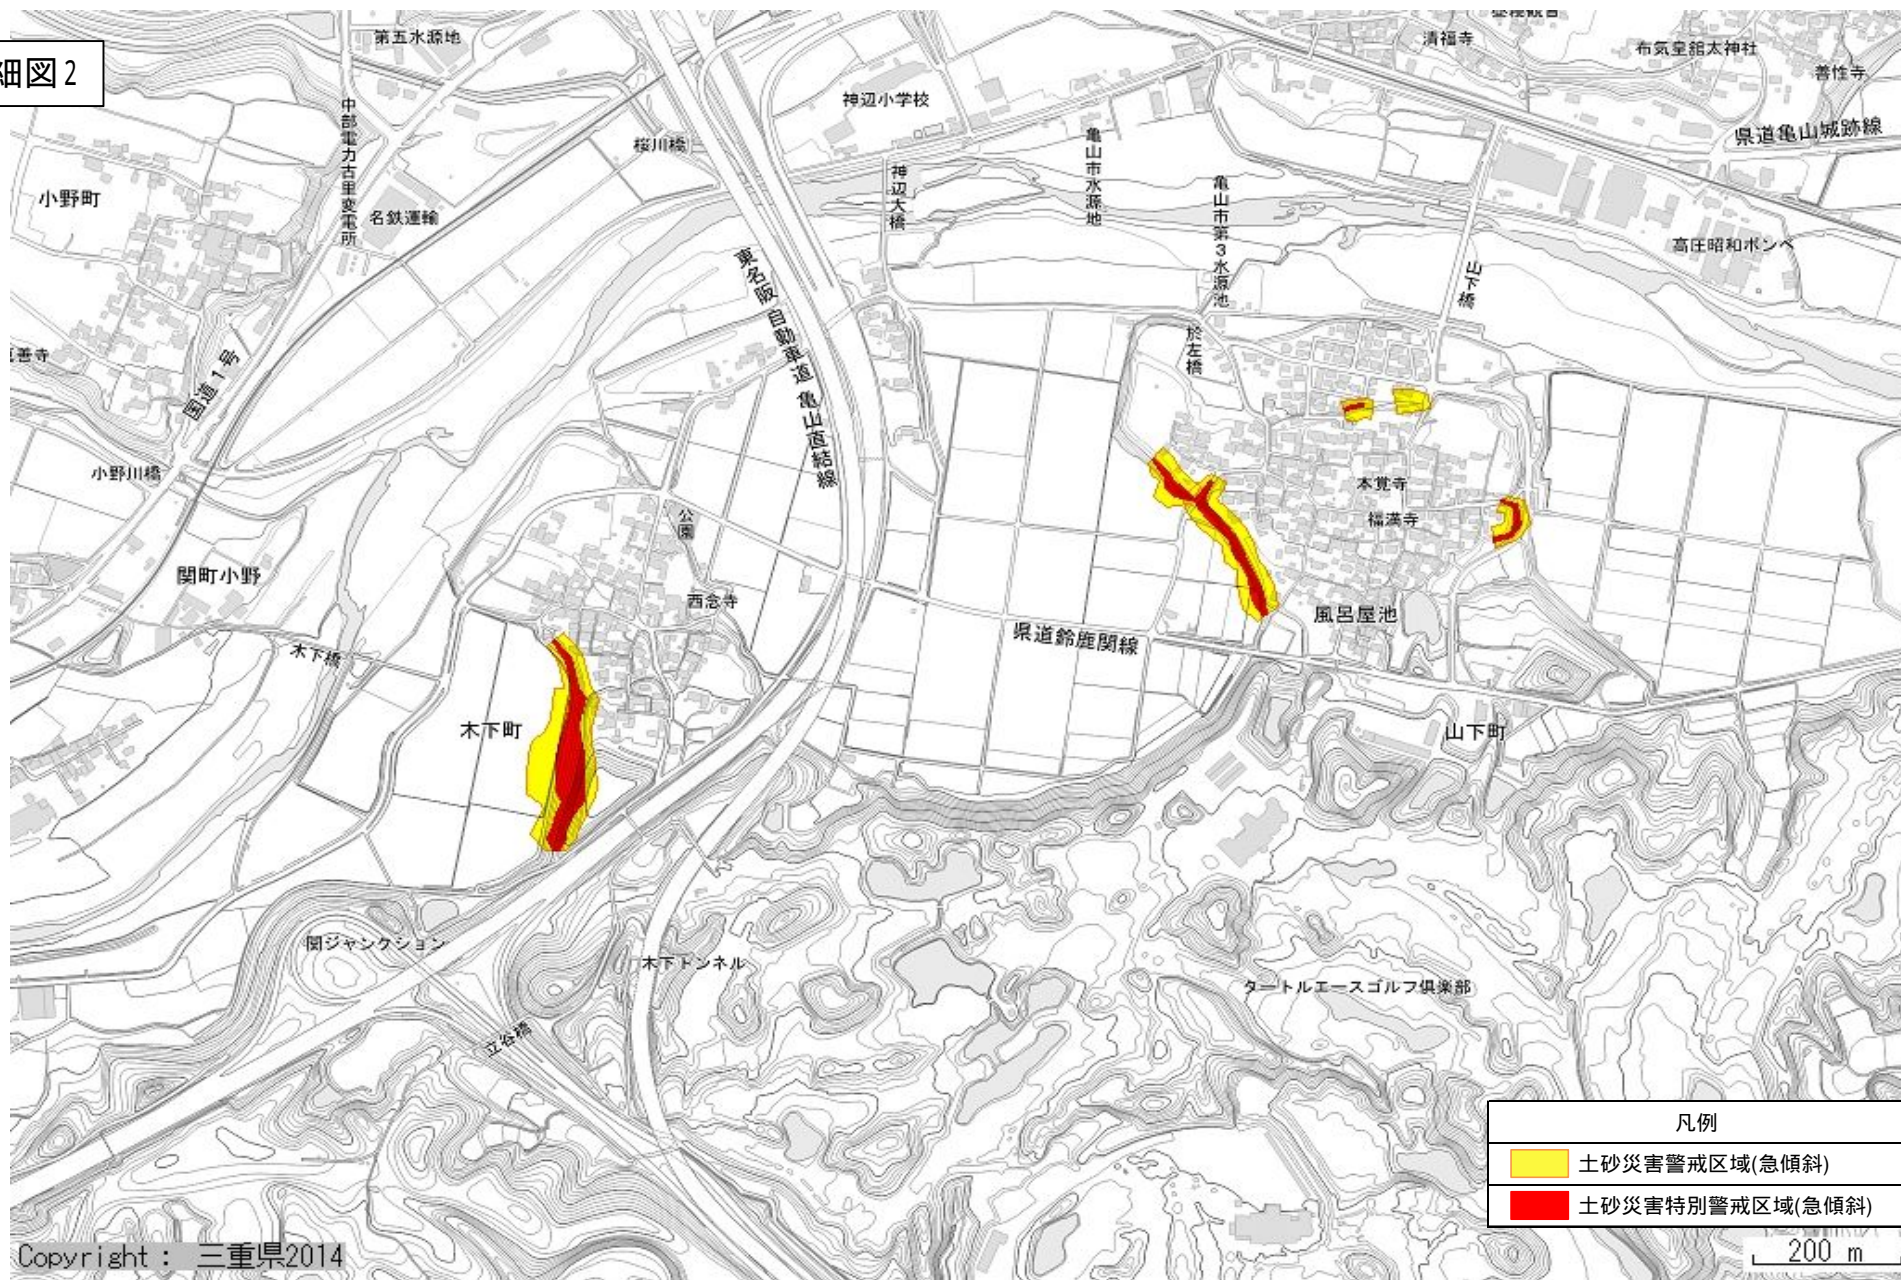 細図2
第五水源地
中部電力古里変電所
小野町
名鉄運輸
桜川橋
神辺小学校
神辺大橋
亀山市水源地
亀山市第3水源池
清福寺
布気皇舘太神社
善性寺
県道亀山城跡線
高圧昭和ボンベ
山下橋
於左橋
東名阪自動車道 亀山直結線
国道1号
善寺
小野川橋
公園
本覚寺
福満寺
関町小野
西念寺
風呂屋池
県道鈴鹿関線
木下橋
木下町
山下町
関ジャンクション
木下トンネル
タートルエースゴルフ倶楽部
立谷橋
凡例
土砂災害警戒区域(急傾斜)
土砂災害特別警戒区域(急傾斜)
Copyright : 三重県2014
200 m